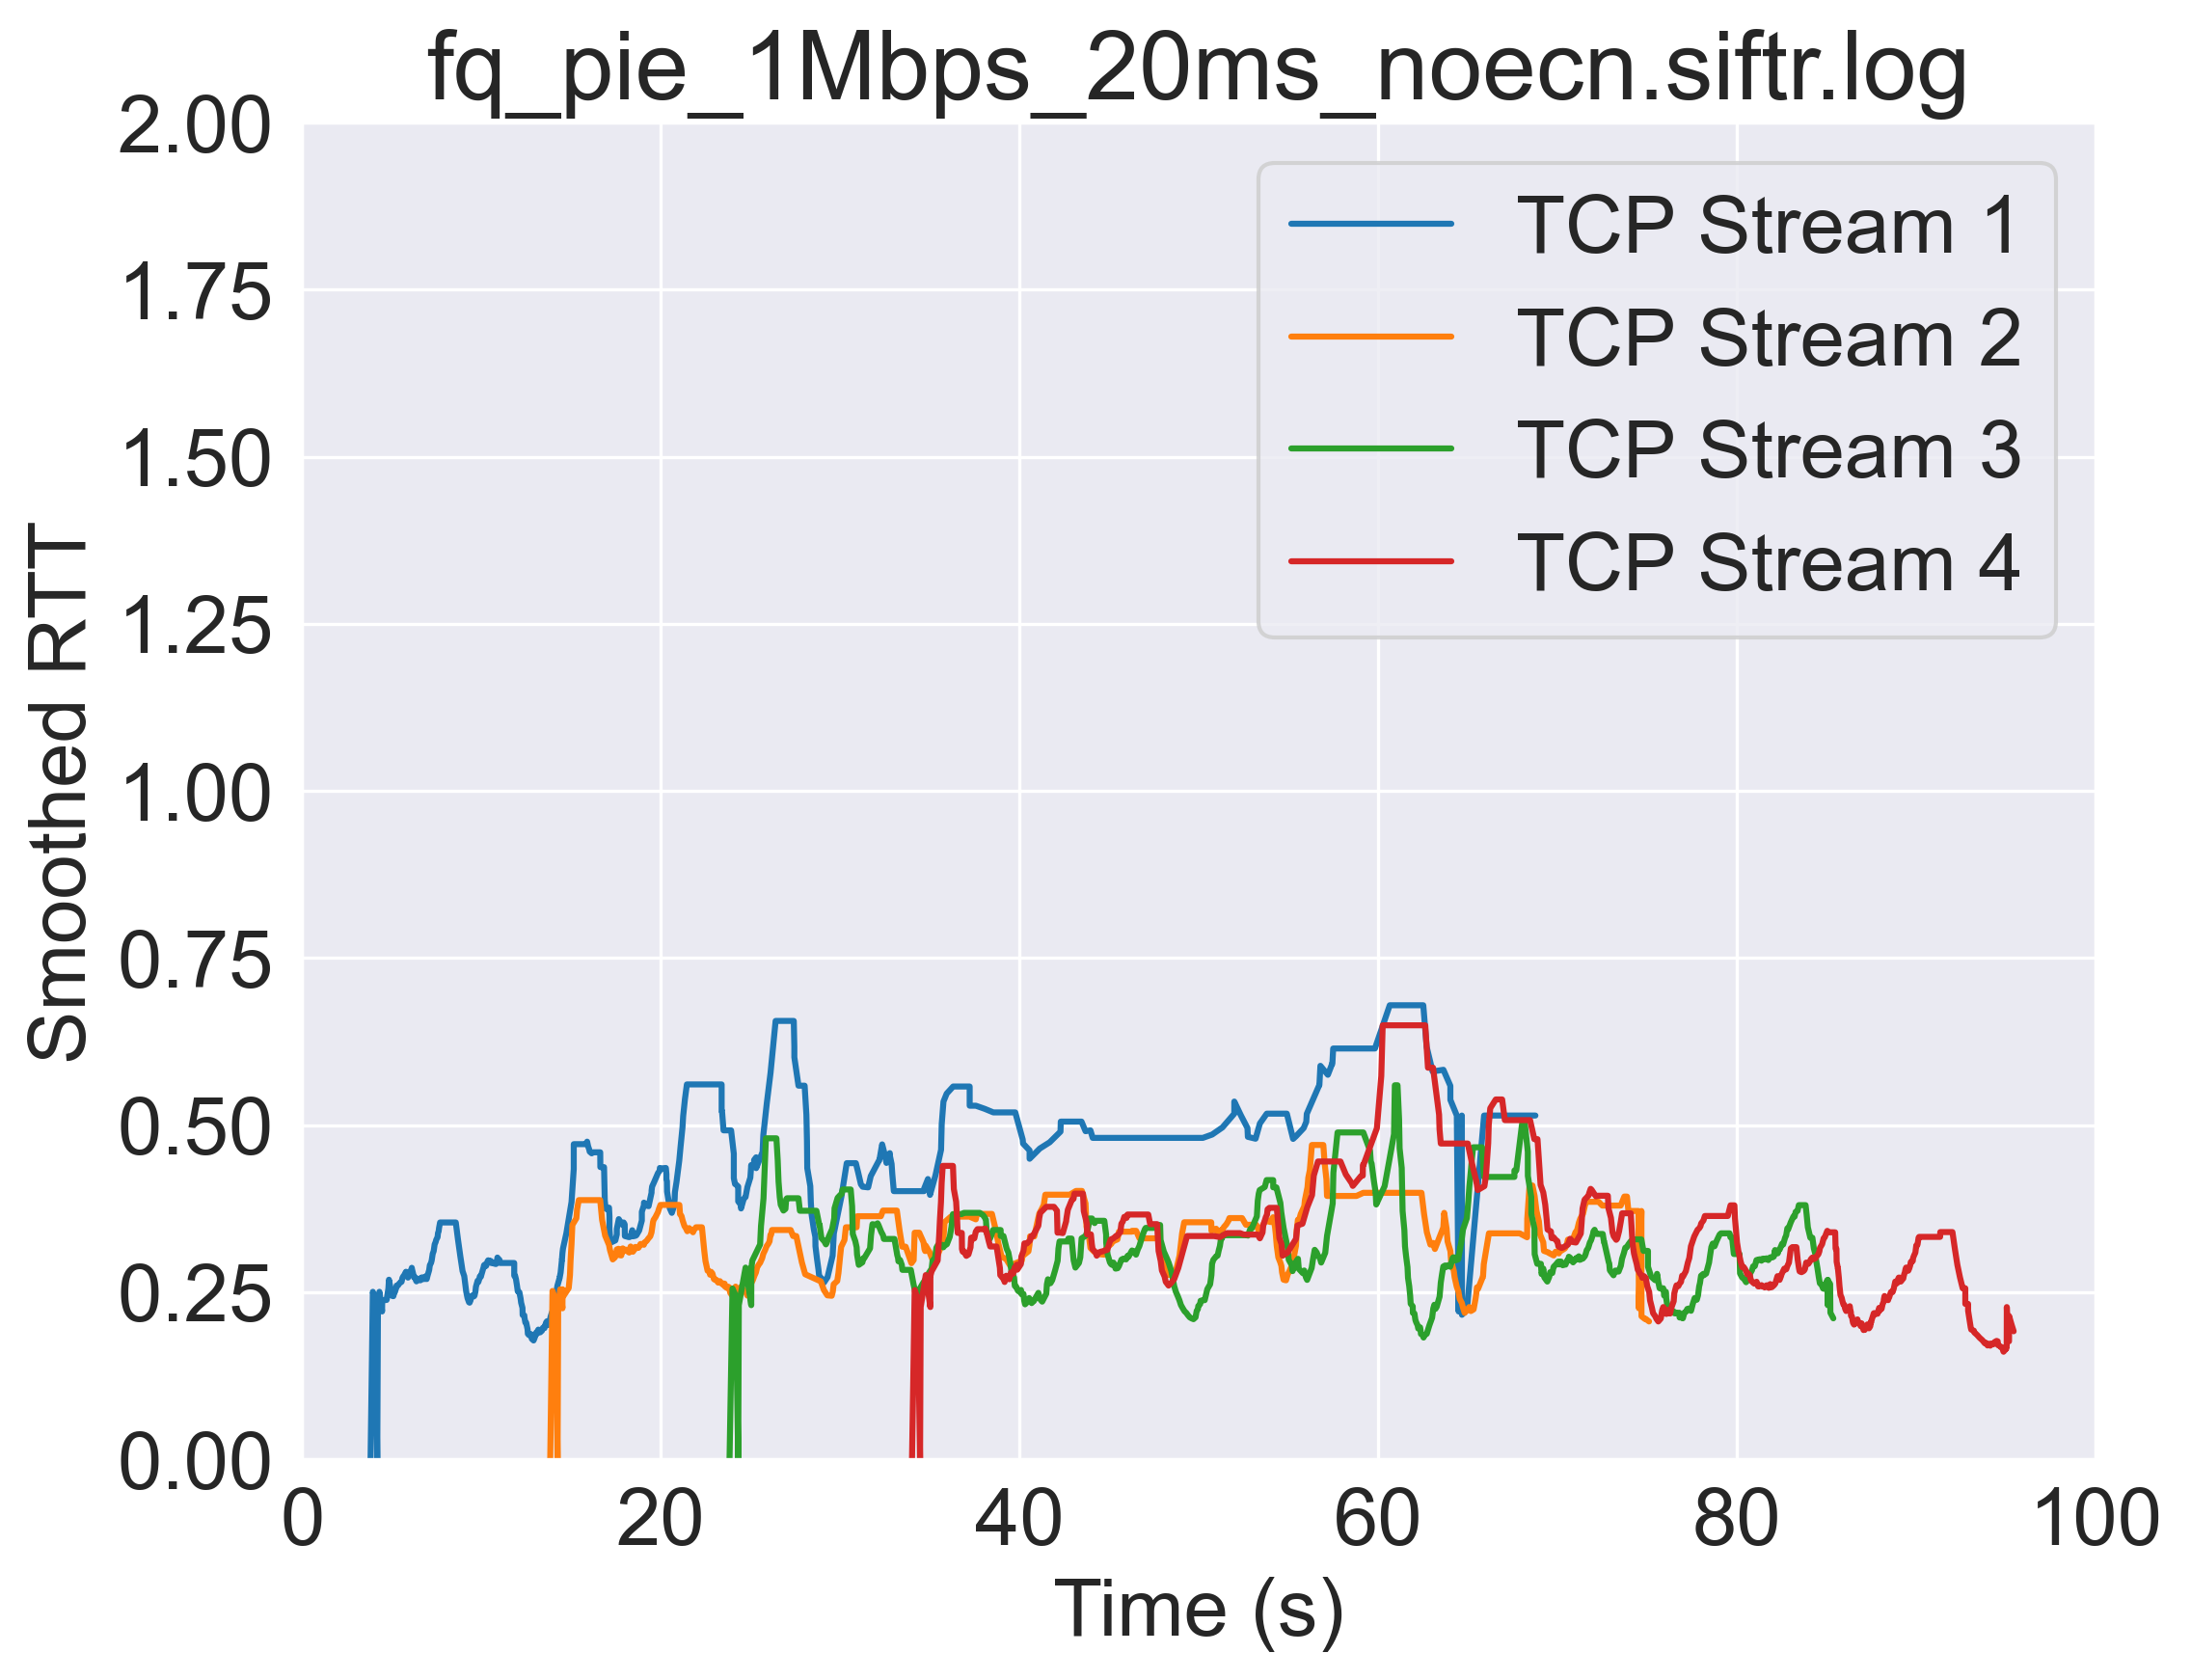 fq_pie_1Mbps_20ms_noecn.siftr.log
2.00
1.75
1.50
1.25
1.00
0.75
0.50
0.25
0.00
Smoothed RTT
TCP Stream 1
TCP Stream 2
TCP Stream 3
TCP Stream 4
0 20 40 60 80 100
Time (s)